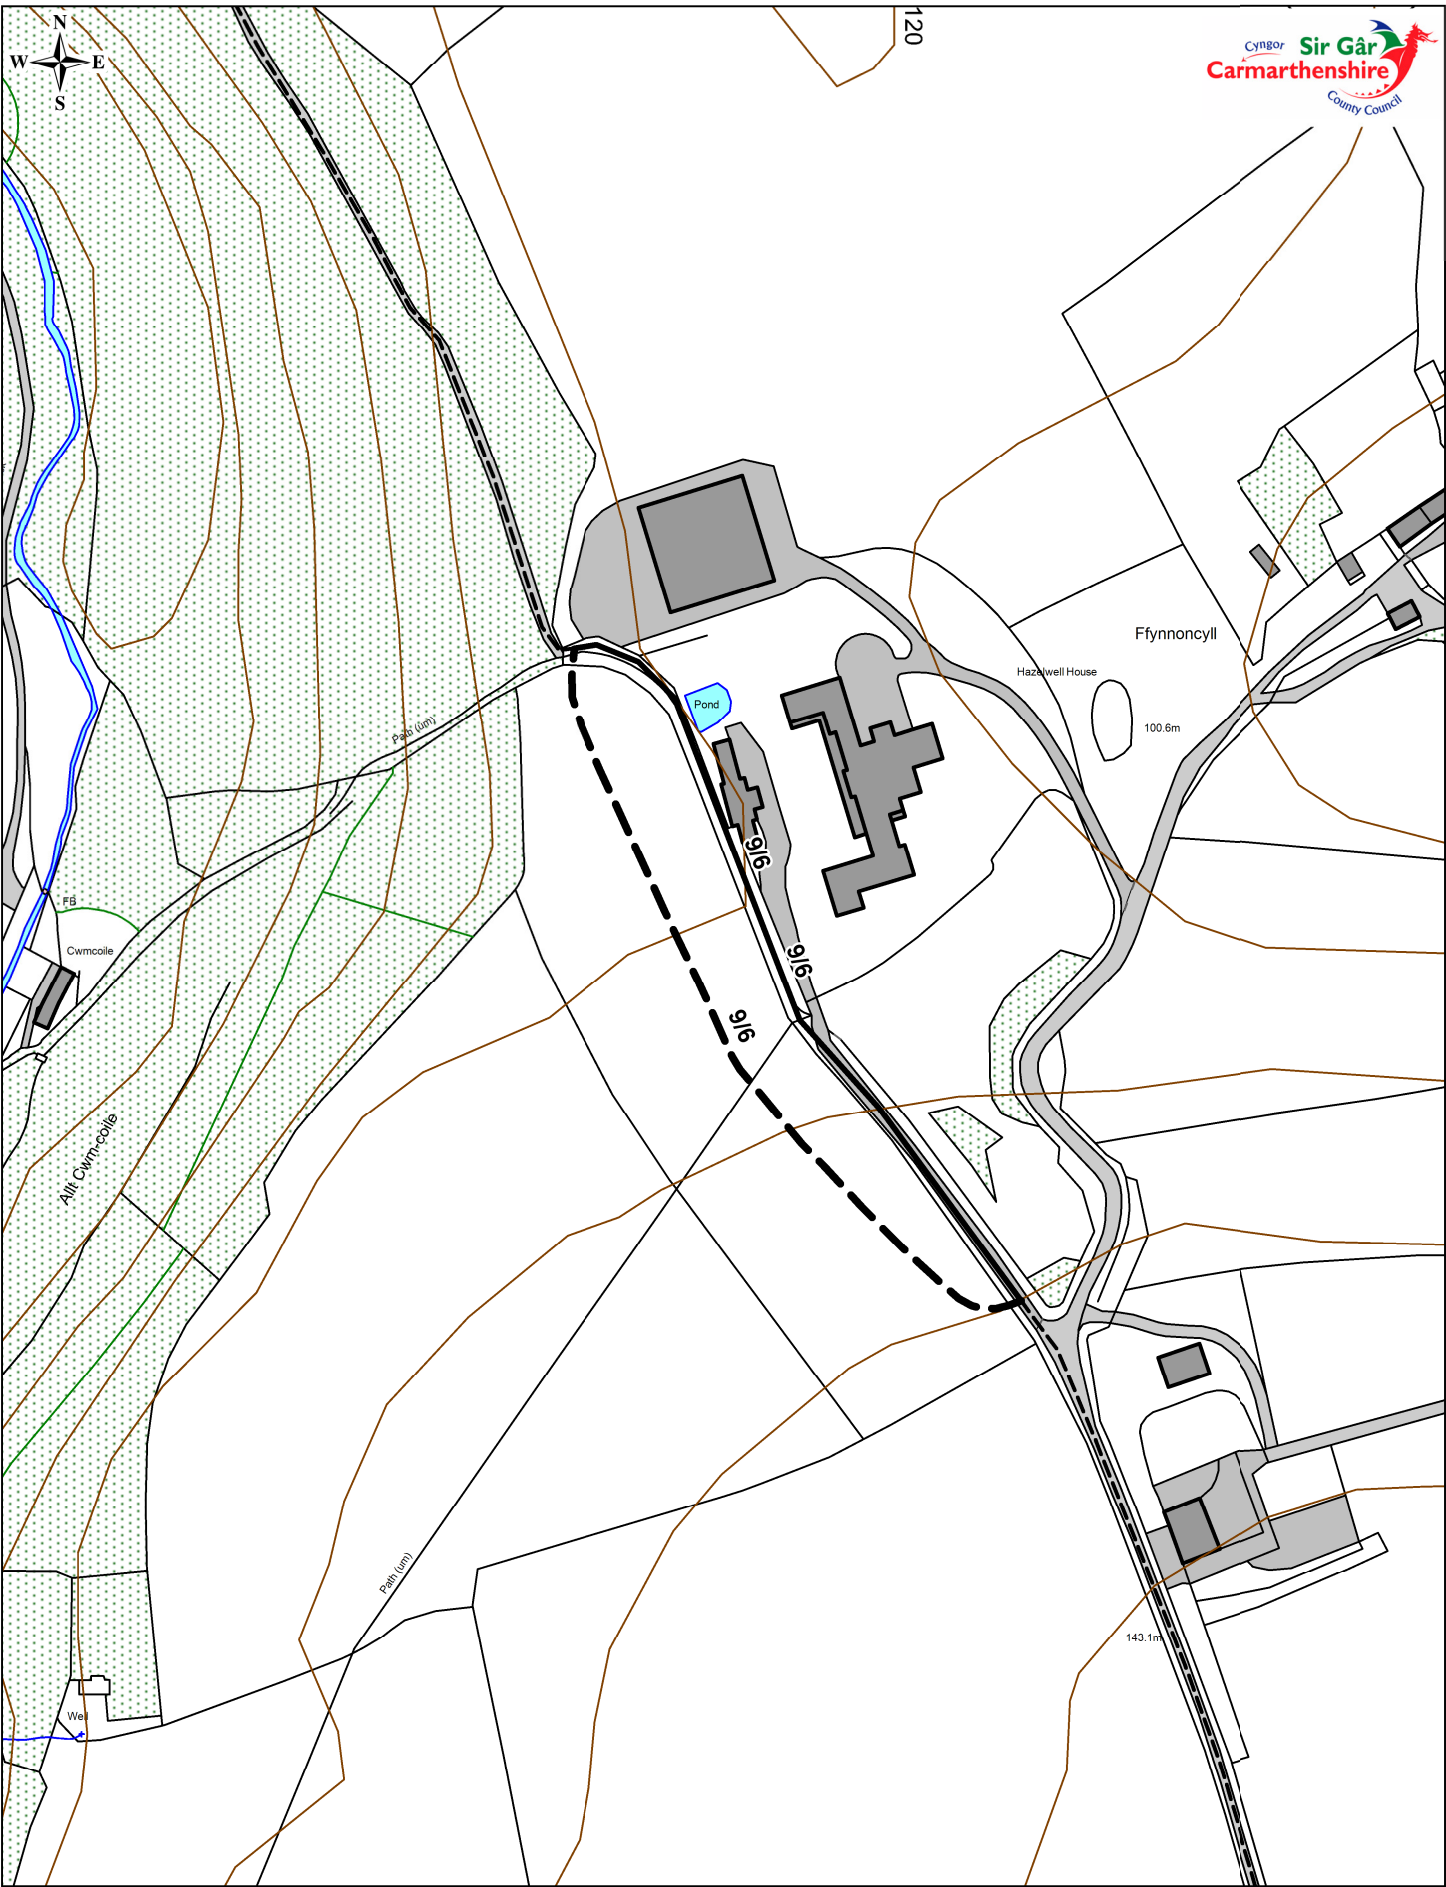 N
W E
S
120
Cyngor Sir Gâr
Carmarthenshire
County Council
Ffynnoncyll
Hazelwell House
Pond
100.6m
Path (um)
9/6
FB
Cwmcoile
9/6
9/6
Allt Cwm-coile
Path (um)
143.1m
Well